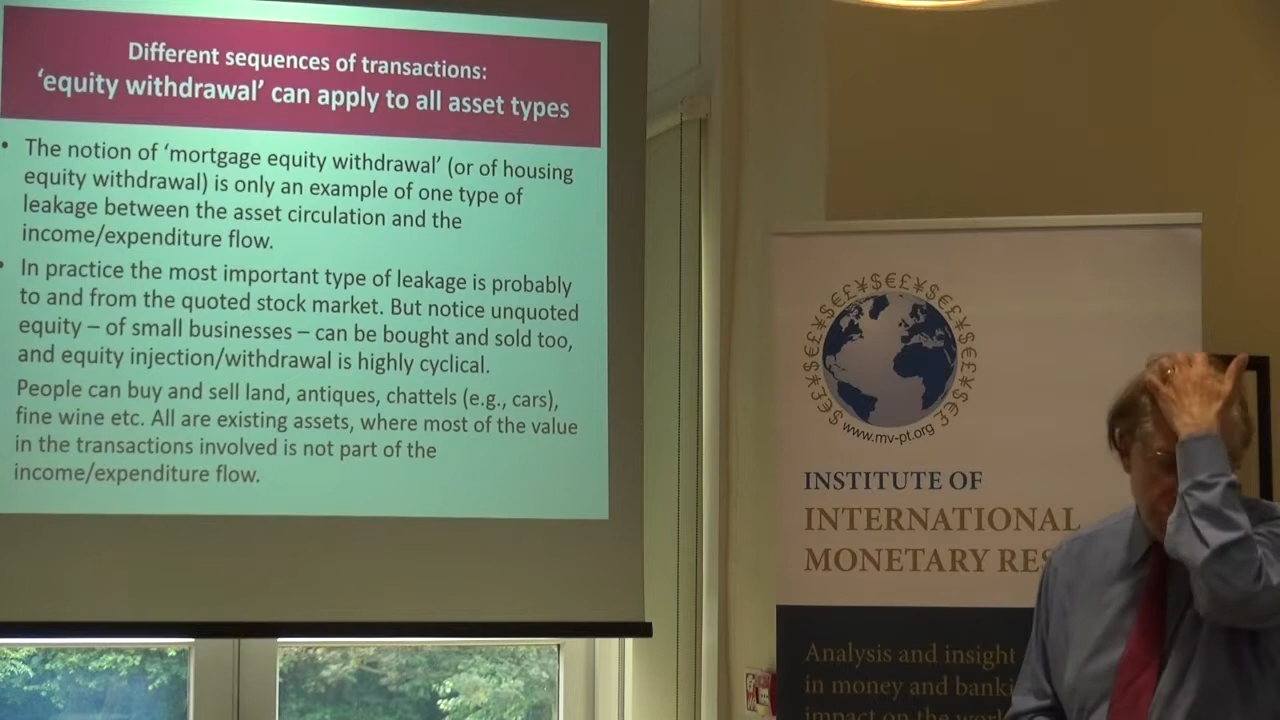 Different sequences of transactions:
‘equity withdrawal’ can apply to all asset types
• The notion of ‘mortgage equity withdrawal’ (or of housing
equity withdrawal) is only an example of one type of
leakage between the asset circulation and the
income/expenditure flow.
• In practice the most important type of leakage is probably
to and from the quoted stock market. But notice unquoted
equity – of small businesses – can be bought and sold too,
and equity injection/withdrawal is highly cyclical.
People can buy and sell land, antiques, chattels (e.g., cars),
fine wine etc. All are existing assets, where most of the value
in the transactions involved is not part of the
income/expenditure flow.
www.mv-pt.org
INSTITUTE OF
INTERNATIONAL
MONETARY RES
Analysis and insight
in money and banki
impact on the worl